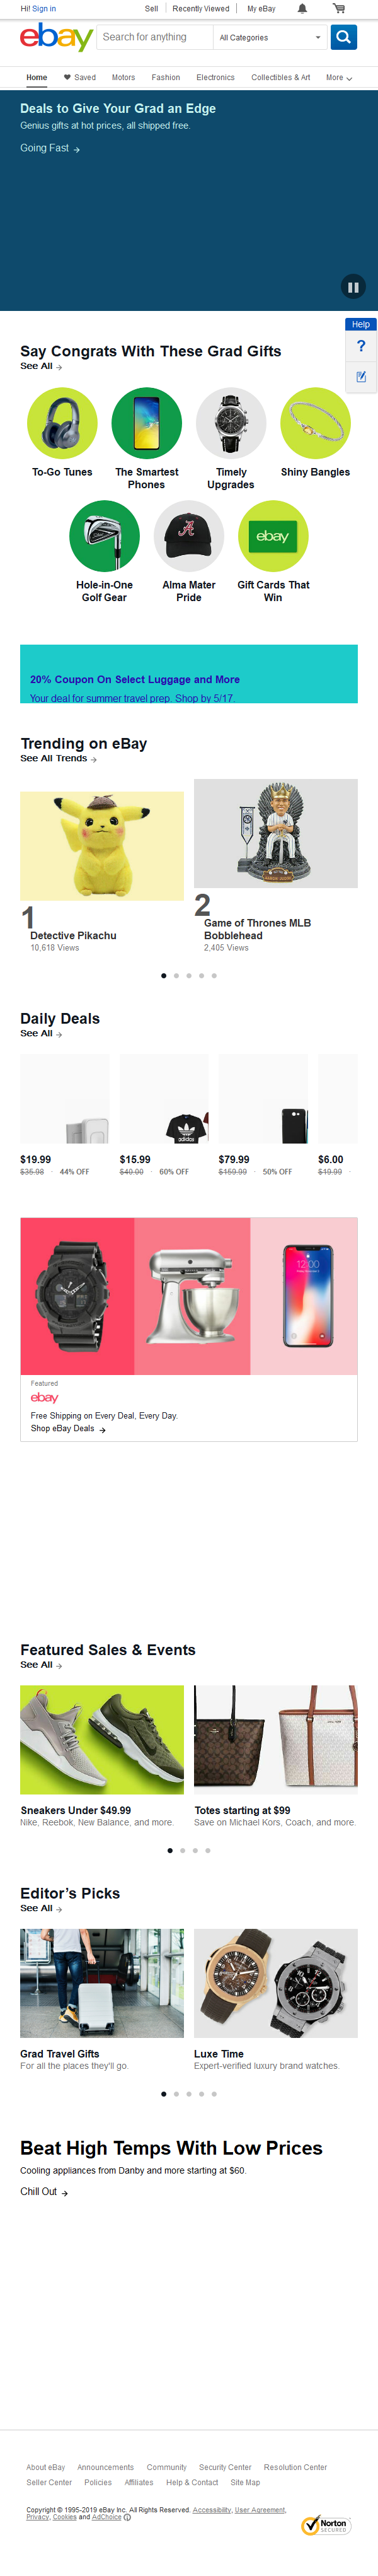 Hi! Sign in
Sell
Recently Viewed
My eBay
ebay
Search for anything
All Categories
Home
Saved
Motors
Fashion
Electronics
Collectibles & Art
More
Deals to Give Your Grad an Edge
Genius gifts at hot prices, all shipped free.
Going Fast →
Help
?
Say Congrats With These Grad Gifts
See All →
To-Go Tunes
The Smartest
Phones
Timely
Upgrades
Shiny Bangles
A
ebay
Hole-in-One
Golf Gear
Alma Mater
Pride
Gift Cards That
Win
20% Coupon On Select Luggage and More
Your deal for summer travel prep. Shop by 5/17.
Trending on eBay
See All Trends →
1
Detective Pikachu
10,618 Views
2
Game of Thrones MLB
Bobblehead
2,405 Views
Daily Deals
See All →
adidas
$19.99
$35.98 · 44% OFF
$15.99
$40.00 · 60% OFF
$79.99
$159.99 · 50% OFF
$6.00
$19.99 ·
12:00
Featured
ebay
Free Shipping on Every Deal, Every Day.
Shop eBay Deals →
Featured Sales & Events
See All →
Sneakers Under $49.99
Nike, Reebok, New Balance, and more.
Totes starting at $99
Save on Michael Kors, Coach, and more.
Editor's Picks
See All →
Grad Travel Gifts
For all the places they'll go.
Luxe Time
Expert-verified luxury brand watches.
Beat High Temps With Low Prices
Cooling appliances from Danby and more starting at $60.
Chill Out →
About eBay
Announcements
Community
Security Center
Resolution Center
Seller Center
Policies
Affiliates
Help & Contact
Site Map
Copyright © 1995-2019 eBay Inc. All Rights Reserved. Accessibility, User Agreement,
Privacy, Cookies and AdChoice
Norton
SECURED